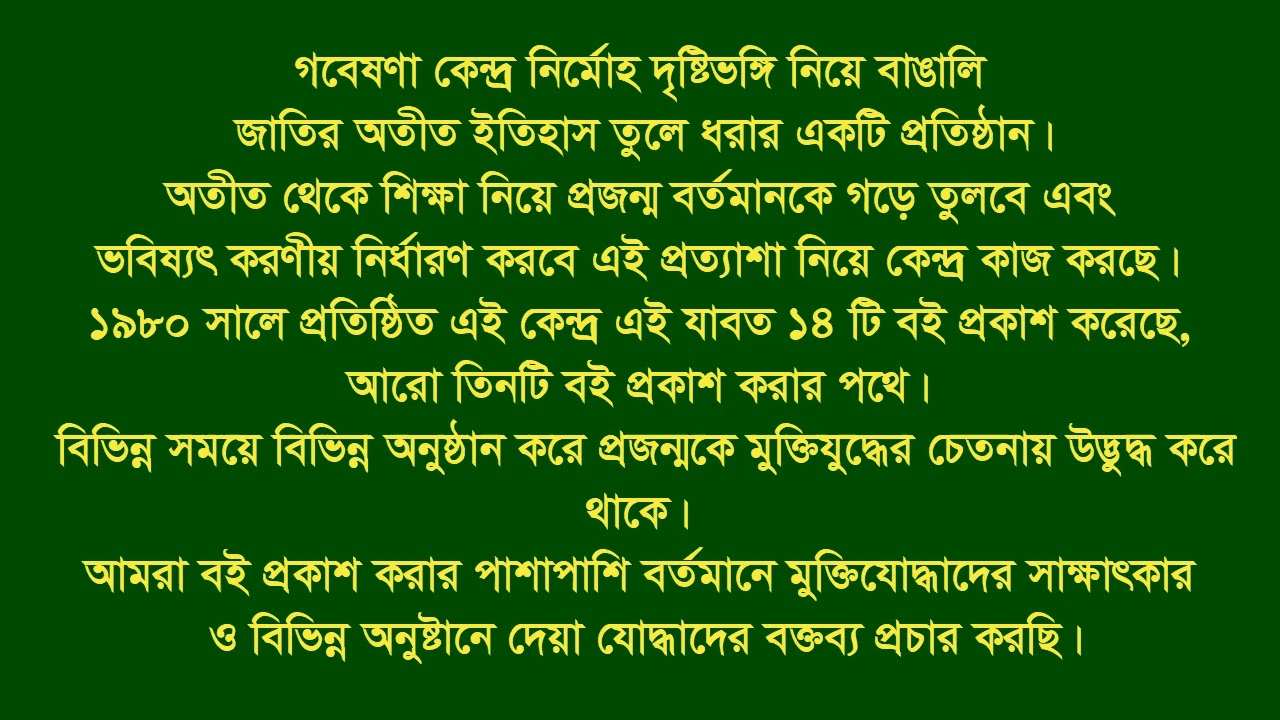 গবেষণা কেন্দ্র নির্মোহ দৃষ্টিভঙ্গি নিয়ে বাঙালি
জাতির অতীত ইতিহাস তুলে ধরার একটি প্রতিষ্ঠান।
অতীত থেকে শিক্ষা নিয়ে প্রজন্ম বর্তমানকে গড়ে তুলবে এবং
ভবিষ্যৎ করণীয় নির্ধারণ করবে এই প্রত্যাশা নিয়ে কেন্দ্র কাজ করছে।
১৯৮০ সালে প্রতিষ্ঠিত এই কেন্দ্র এই যাবত ১৪ টি বই প্রকাশ করেছে,
আরো তিনটি বই প্রকাশ করার পথে।
বিভিন্ন সময়ে বিভিন্ন অনুষ্ঠান করে প্রজন্মকে মুক্তিযুদ্ধের চেতনায় উদ্ভুদ্ধ করে
থাকে।
আমরা বই প্রকাশ করার পাশাপাশি বর্তমানে মুক্তিযোদ্ধাদের সাক্ষাৎকার
ও বিভিন্ন অনুষ্টানে দেয়া যোদ্ধাদের বক্তব্য প্রচার করছি।